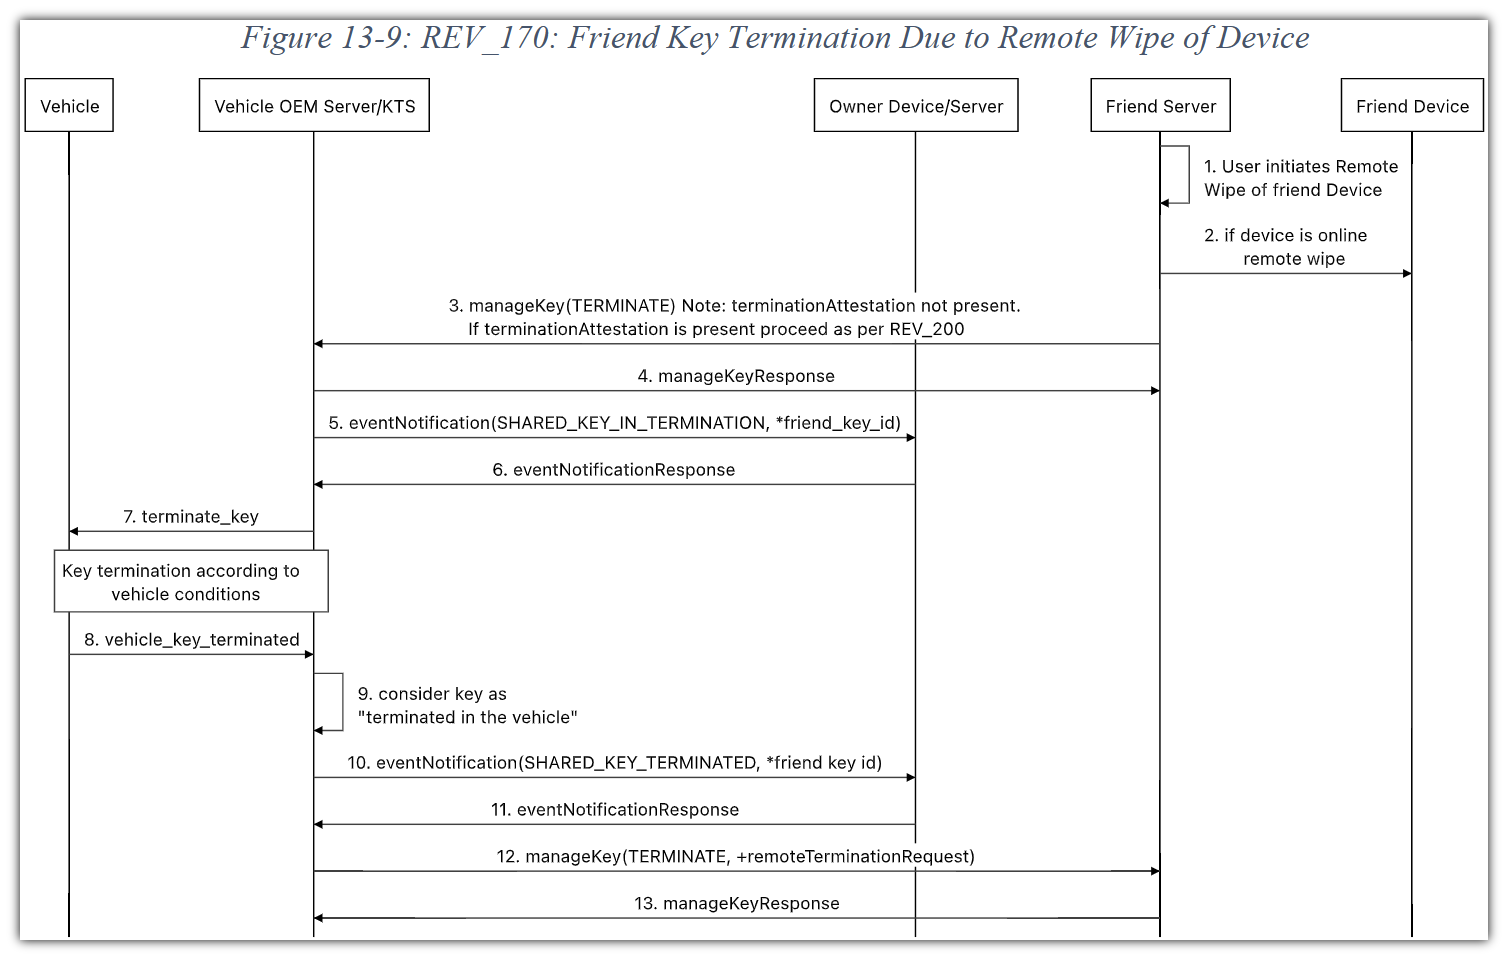 Figure 13-9: REV_170: Friend Key Termination Due to Remote Wipe of Device
Vehicle
Vehicle OEM Server/KTS
Owner Device/Server
Friend Server
Friend Device
1. User initiates Remote
Wipe of friend Device
2. if device is online
remote wipe
3. manageKey(TERMINATE) Note: terminationAttestation not present.
If terminationAttestation is present proceed as per REV_200
4. manageKeyResponse
5. eventNotification(SHARED_KEY_IN_TERMINATION, *friend_key_id)
6. eventNotificationResponse
7. terminate_key
Key termination according to
vehicle conditions
8. vehicle_key_terminated
9. consider key as
"terminated in the vehicle"
10. eventNotification(SHARED_KEY_TERMINATED, *friend key id)
11. eventNotificationResponse
12. manageKey(TERMINATE, +remoteTerminationRequest)
13. manageKeyResponse